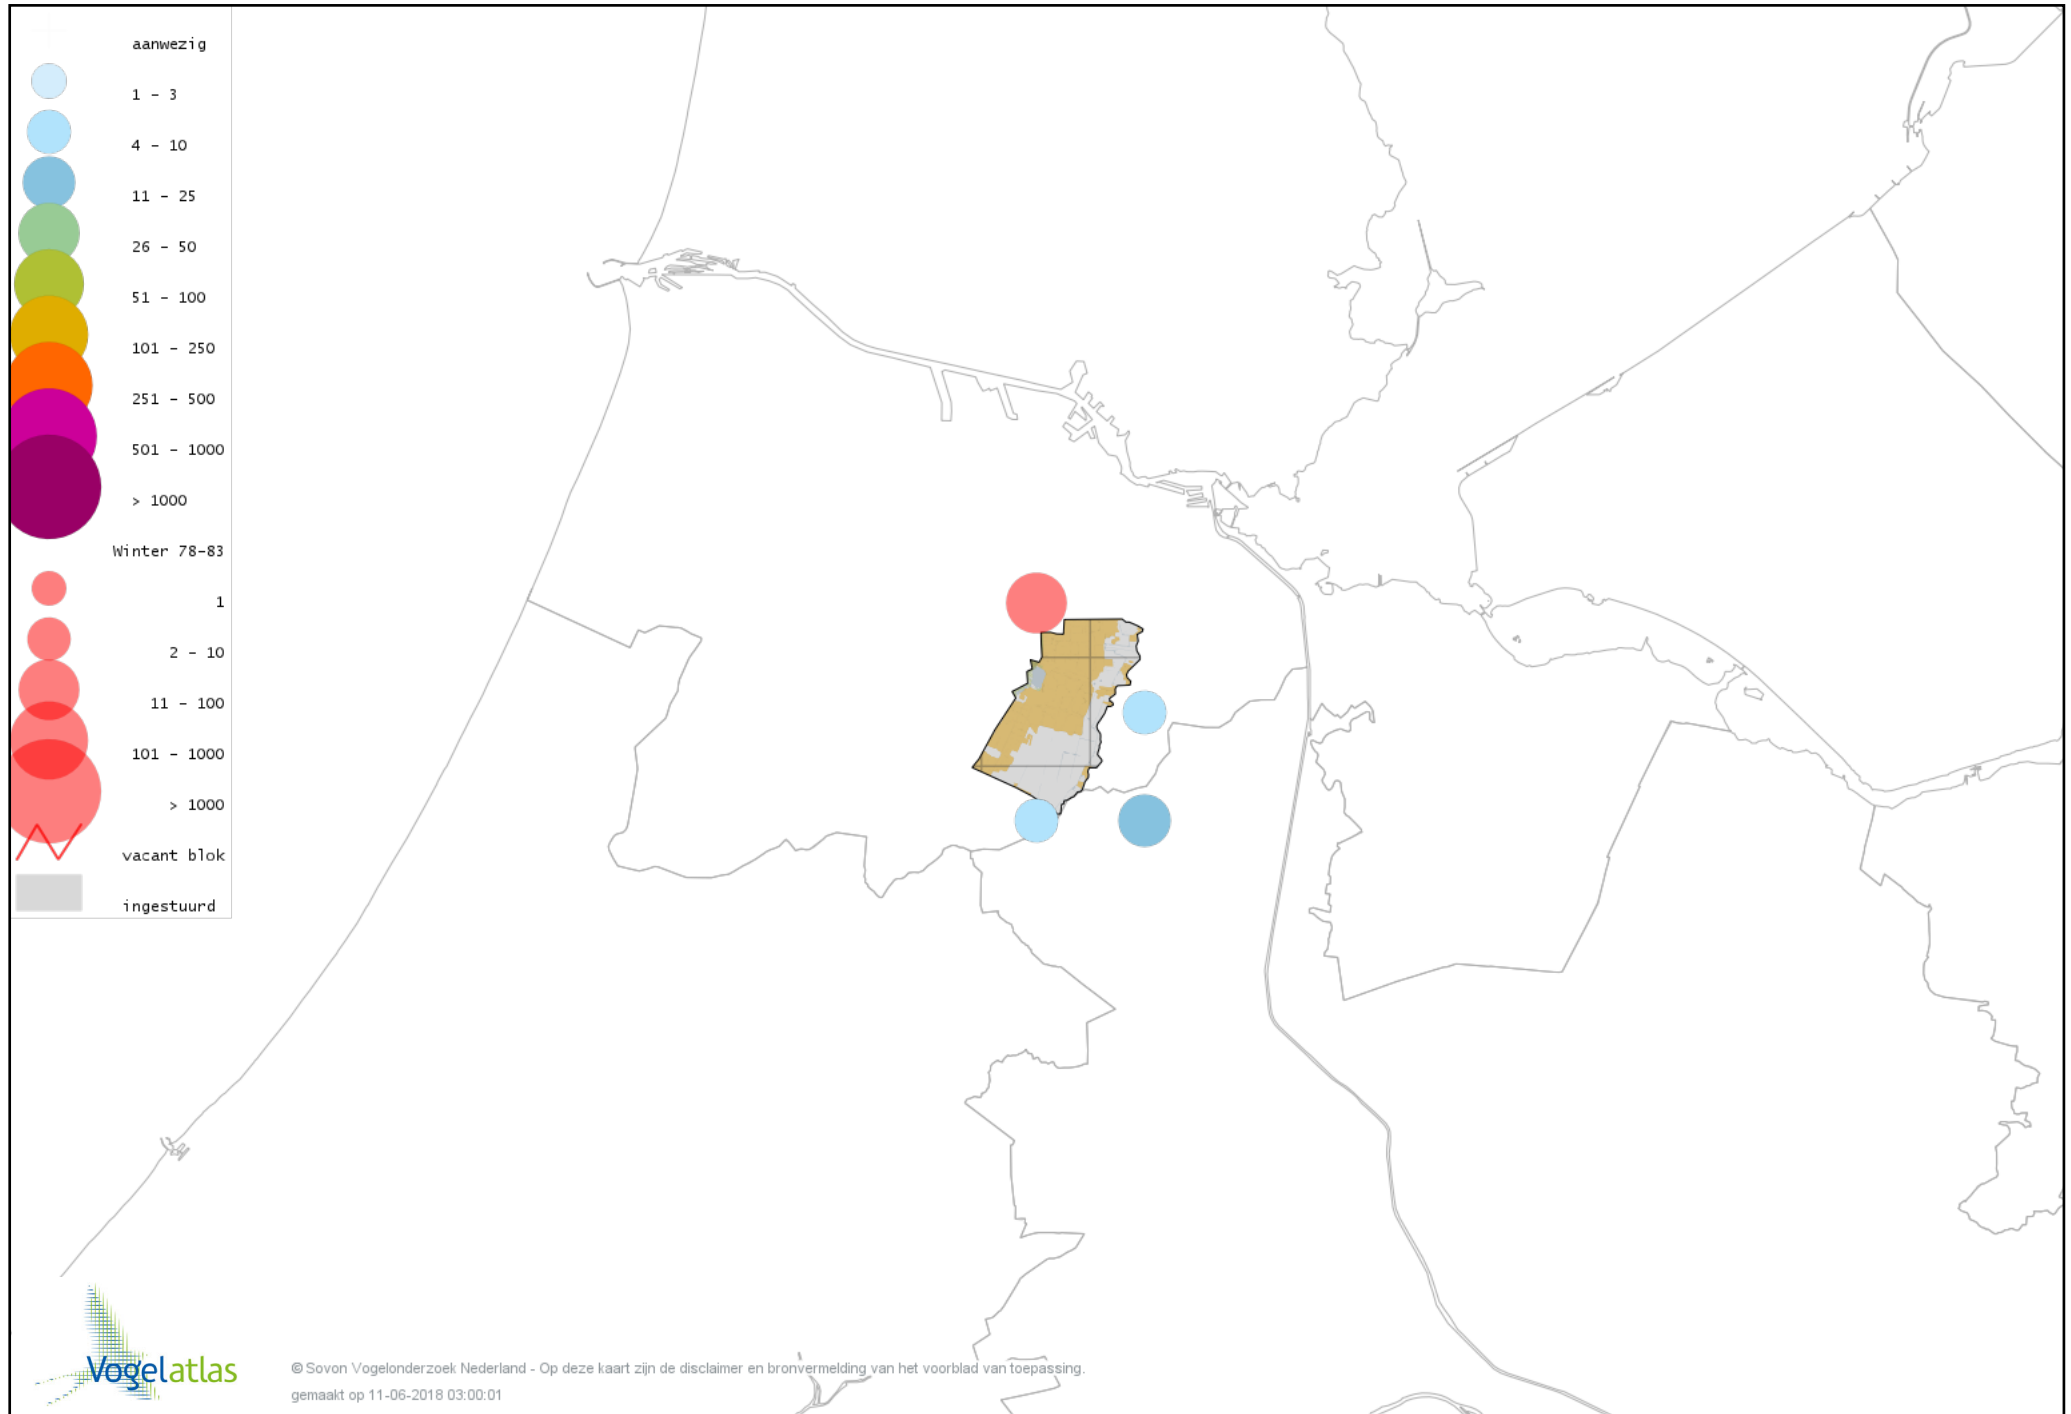 aanwezig
1 - 3
4 - 10
11 - 25
26 - 50
51 - 100
101 - 250
251 - 500
501 - 1000
> 1000
Winter 78-83
1
2 - 10
11 - 100
101 - 1000
> 1000
vacant blok
ingestuurd
Vogelatlas
© Sovon Vogelonderzoek Nederland - Op deze kaart zijn de disclaimer en bronvermelding van het voorblad van toepassing.
gemaakt op 11-06-2018 03:00:01